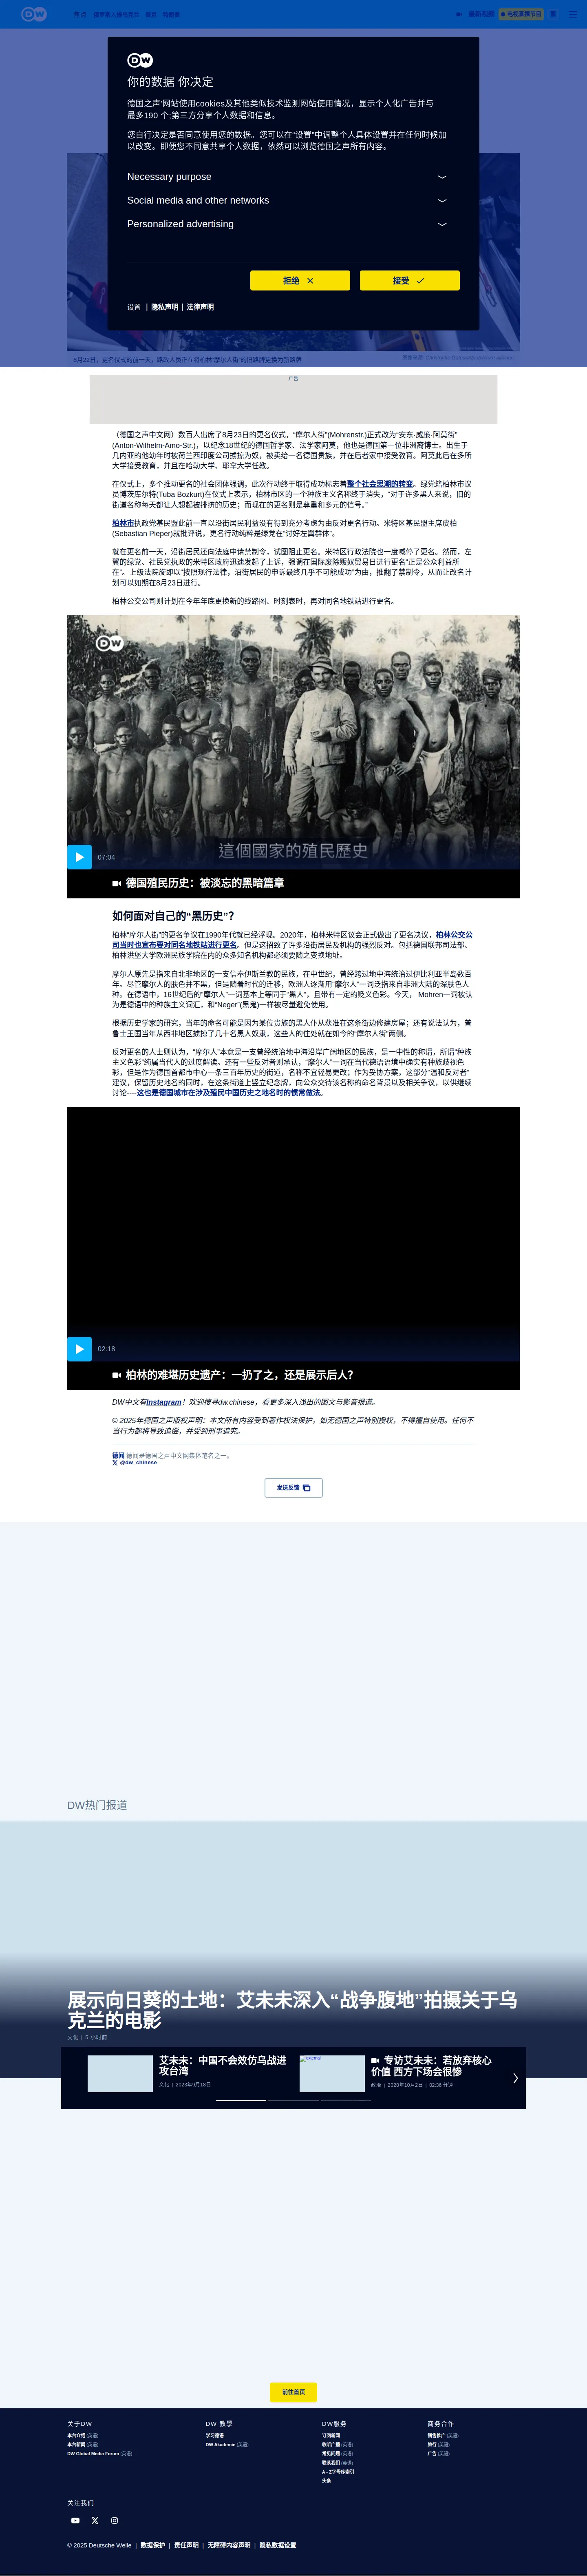 DW
最新视频
电视直播节目
DW
你的数据 你决定
德国之声'网站使用cookies及其他类似技术监测网站使用情况，显示个人化广告并与
最多190 个;第三方分享个人数据和信息。
您自行决定是否同意使用您的数据。您可以在“设置”中调整个人具体设置并在任何时候加
以改变。即便您不同意共享个人数据，依然可以浏览德国之声所有内容。
Necessary purpose
Social media and other networks
Personalized advertising
拒绝
接受
设置 | 隐私声明 | 法律声明
8月22日，更名仪式的前一天，路政人员正在将柏林“摩尔人街”的旧路牌更换为新路牌
广告
（德国之声中文网）数百人出席了8月23日的更名仪式，“摩尔人街”(Mohrenstr.)正式改为“安东·威廉·阿莫街”
(Anton-Wilhelm-Amo-Str.)，以纪念18世纪的德国哲学家、法学家阿莫，他也是德国第一位非洲裔博士。出生于
加纳的他幼年时被荷兰西印度公司掳掠为奴，被卖给一名德国贵族，并在后者家中接受教育。阿莫此后在多所
大学接受教育，并且在哈勒大学、耶拿大学任教。
在仪式上，多个推动更名的社会团体强调，此次行动终于取得成功标志着整个社会思潮的转变。绿党籍柏林市议
员博茨库尔特(Tuba Bozkurt)在仪式上表示，柏林市区的一个种族主义名称终于消失，“对于许多黑人来说，旧的
街道名称每天都让人想起被排挤的历史；而现在的更名则是尊重和多元的信号。”
柏林市执政党基民盟此前一直以沿街居民利益没有得到充分考虑为由反对更名行动。米特区基民盟主席皮柏
(Sebastian Pieper)就批评说，更名行动纯粹是绿党在“讨好左翼群体”。
就在更名前一天，沿街居民还向法庭申请禁制令，试图阻止更名。米特区行政法院也一度喊停了更名。然而，左
翼的绿党、社民党执政的米特区政府迅速发起了上诉，强调在国际废除贩奴贸易日进行更名“正是公众利益所
在”。上级法院旋即以“按照现行法律，沿街居民的申诉最终几乎不可能成功”为由，推翻了禁制令，从而让改名计
划可以如期在8月23日进行。
柏林公交公司则计划在今年年底更换新的线路图、时刻表时，再对同名地铁站进行更名。
DW
這個國家的殖民歷史
07:04
德国殖民历史：被淡忘的黑暗篇章
如何面对自己的“黑历史”？
柏林“摩尔人街”的更名争议在1990年代就已经浮现。2020年，柏林米特区议会正式做出了更名决议，柏林公交公
司当时也宣布要对同名地铁站进行更名。但是这招致了许多沿街居民及机构的强烈反对。包括德国联邦司法部、
柏林洪堡大学欧洲民族学院在内的众多知名机构都必须要随之变换地址。
摩尔人原先是指来自北非地区的一支信奉伊斯兰教的民族，在中世纪，曾经跨过地中海统治过伊比利亚半岛数百
年。尽管摩尔人的肤色并不黑，但是随着时代的迁移，欧洲人逐渐用“摩尔人”一词泛指来自非洲大陆的深肤色人
种。在德语中，16世纪后的“摩尔人”一词基本上等同于“黑人”，且带有一定的贬义色彩。今天， Mohren一词被认
为是德语中的种族主义词汇，和“Neger”(黑鬼)一样被尽量避免使用。
根据历史学家的研究，当年的命名可能是因为某位贵族的黑人仆从获准在这条街边修建房屋；还有说法认为，普
鲁士王国当年从西非地区掳掠了几十名黑人奴隶，这些人的住处就在如今的“摩尔人街”两侧。
反对更名的人士则认为，“摩尔人”本意是一支曾经统治地中海沿岸广阔地区的民族，是一中性的称谓，所谓“种族
主义色彩”纯属当代人的过度解读。还有一些反对者则承认，“摩尔人”一词在当代德语语境中确实有种族歧视色
彩，但是作为德国首都市中心一条三百年历史的街道，名称不宜轻易更改；作为妥协方案，这部分“温和反对者”
建议，保留历史地名的同时，在这条街道上竖立纪念牌，向公众交待该名称的命名背景以及相关争议，以供继续
讨论----这也是德国城市在涉及殖民中国历史之地名时的惯常做法。
02:18
柏林的难堪历史遗产：一扔了之，还是展示后人？
DW中文有Instagram！欢迎搜寻dw.chinese，看更多深入浅出的图文与影音报道。
© 2025年德国之声版权声明：本文所有内容受到著作权法保护，如无德国之声特别授权，不得擅自使用。任何不
当行为都将导致追偿，并受到刑事追究。
德闻 德闻是德国之声中文网集体笔名之一。
@dw_chinese
发送反馈
DW热门报道
展示向日葵的土地：艾未未深入“战争腹地”拍摄关于乌
克兰的电影
文化 | 5 小时前
艾未未：中国不会效仿乌战进
攻台湾
文化 | 2023年9月18日
external
专访艾未未：若放弃核心
价值 西方下场会很惨
政治 | 2020年10月2日 | 02:36 分钟
前往首页
关于DW
本台介绍 (英语)
本台新闻 (英语)
DW Global Media Forum (英语)
DW 教學
学习德语
DW Akademie (英语)
DW服务
订阅新闻
收听广播 (英语)
常见问题 (英语)
联系我们 (英语)
A - Z字母序索引
头条
商务合作
销售推广 (英语)
旅行 (英语)
广告 (英语)
关注我们
© 2025 Deutsche Welle | 数据保护 | 责任声明 | 无障碍内容声明 | 隐私数据设置